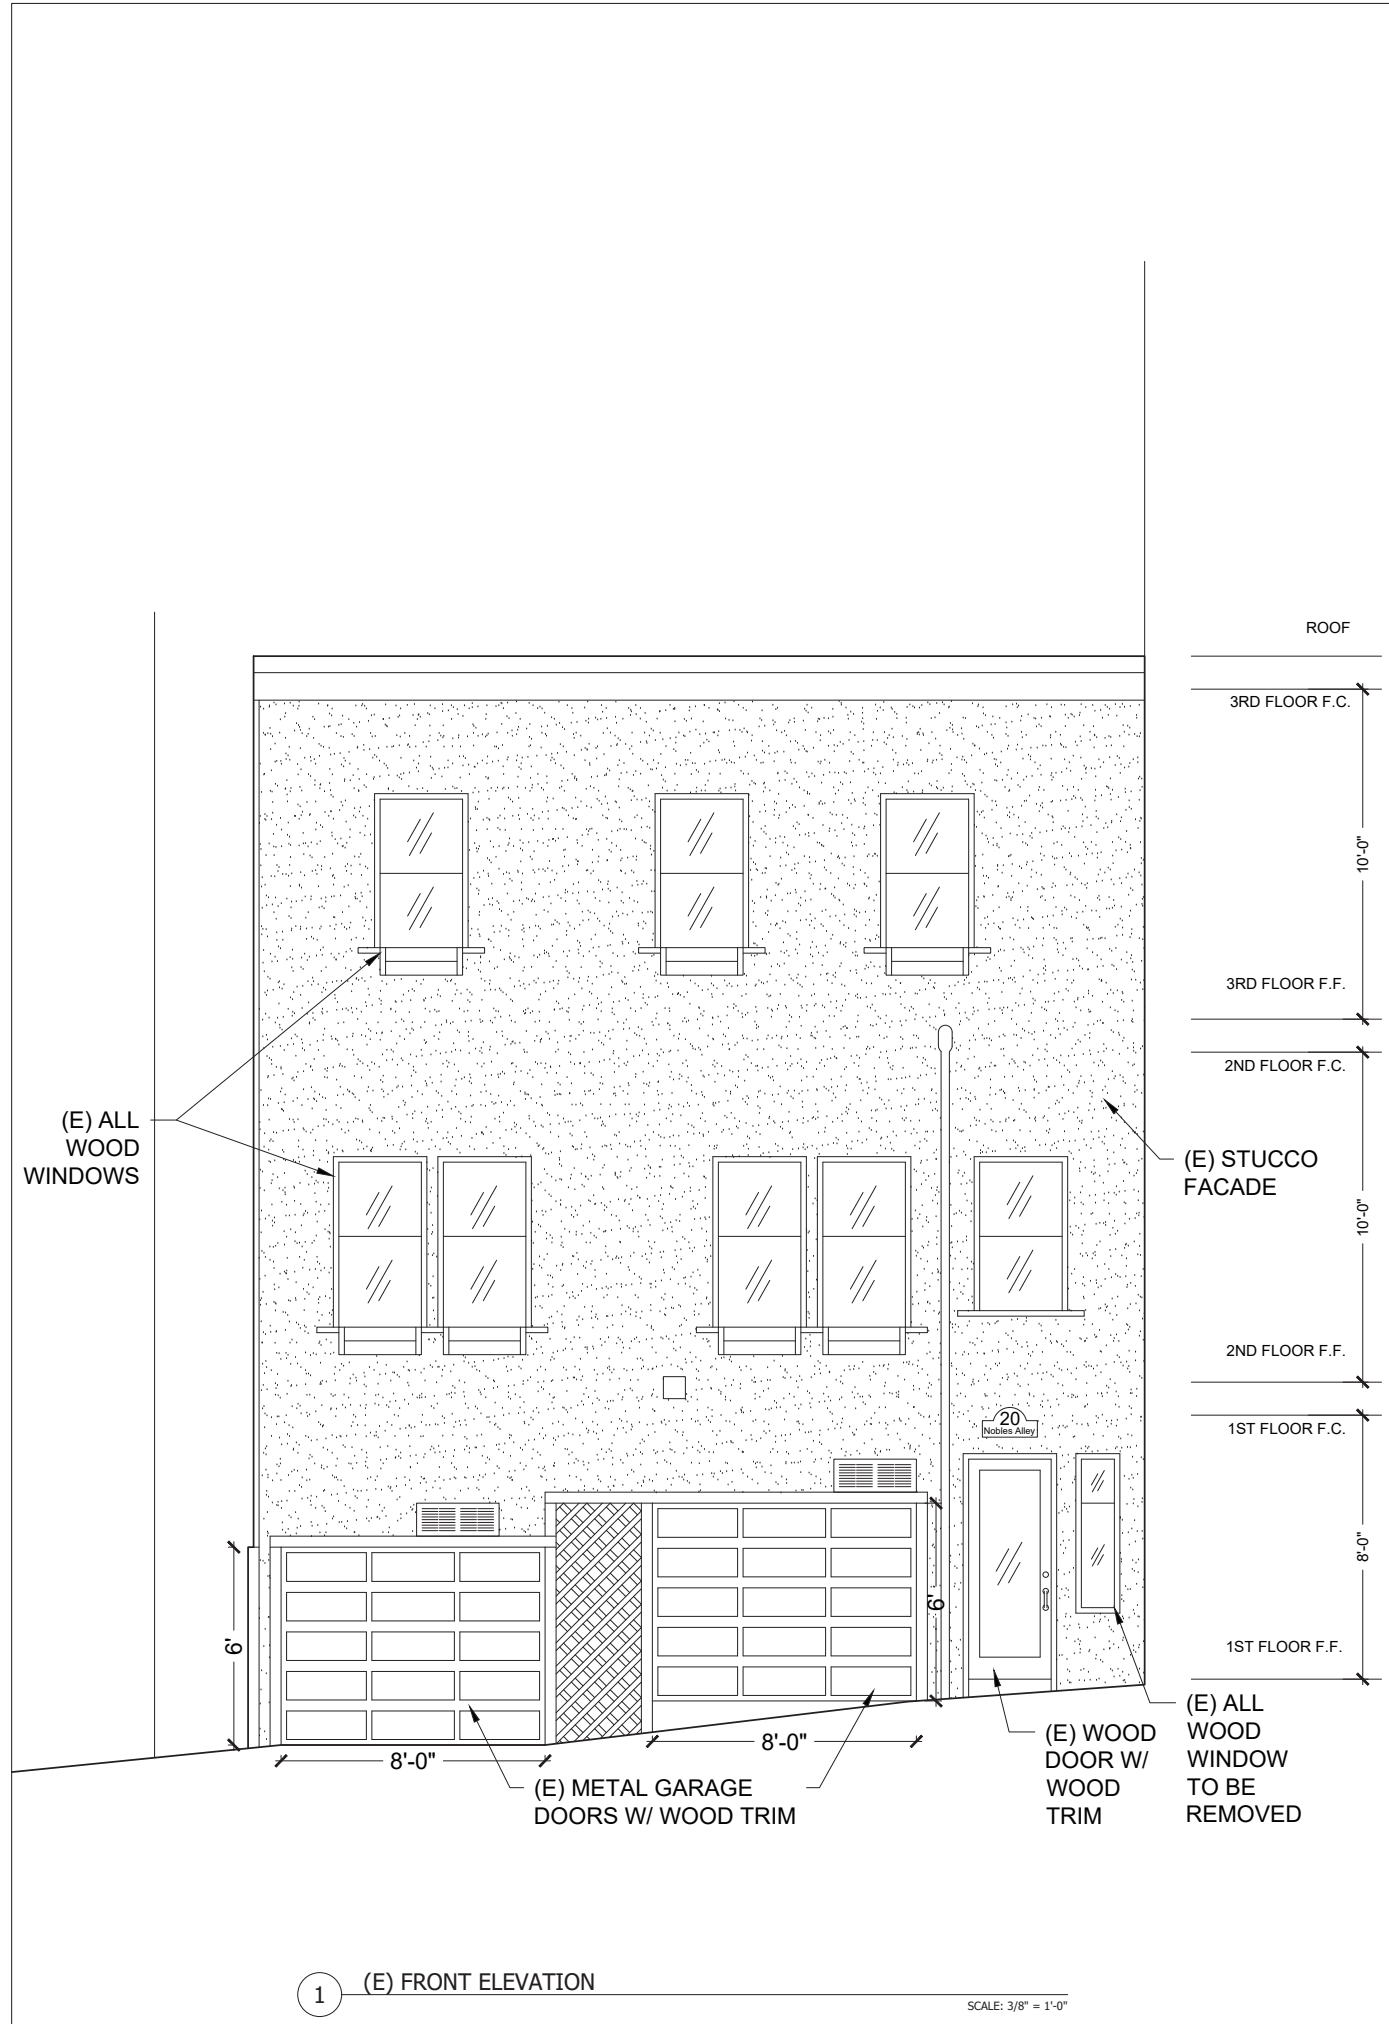 ROOF
3RD FLOOR F.C.
10'-0"
3RD FLOOR F.F.
2ND FLOOR F.C.
(E) ALL
WOOD
WINDOWS
(E) STUCCO
FACADE
10'-0"
2ND FLOOR F.F.
20
Nobles Alley
1ST FLOOR F.C.
8'-0"
6'
6'
1ST FLOOR F.F.
8'-0"
8'-0"
(E) METAL GARAGE
DOORS W/ WOOD TRIM
(E) WOOD
DOOR W/
WOOD
TRIM
(E) ALL
WOOD
WINDOW
TO BE
REMOVED
1
(E) FRONT ELEVATION
SCALE: 3/8" = 1'-0"